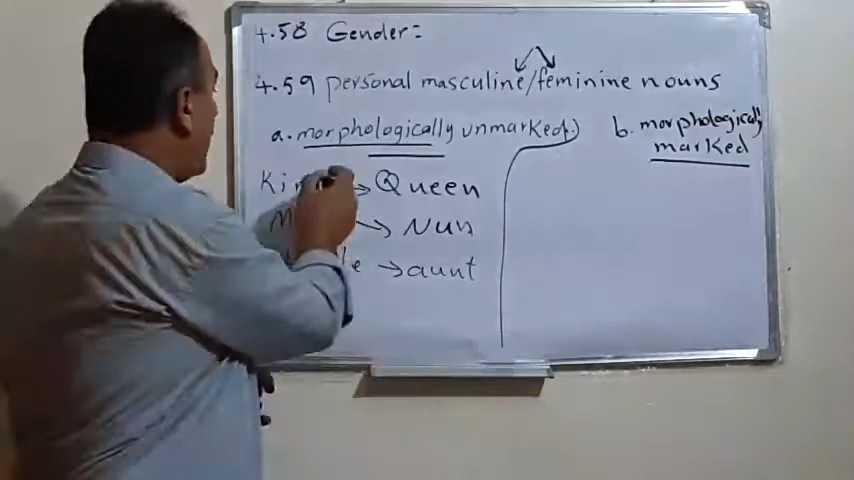 4.58 Gender:
4.59 personal masculine/feminine nouns
a. morphologically unmarked:)
b. morphologically
marked
→ Queen
→ Nun
→ aunt